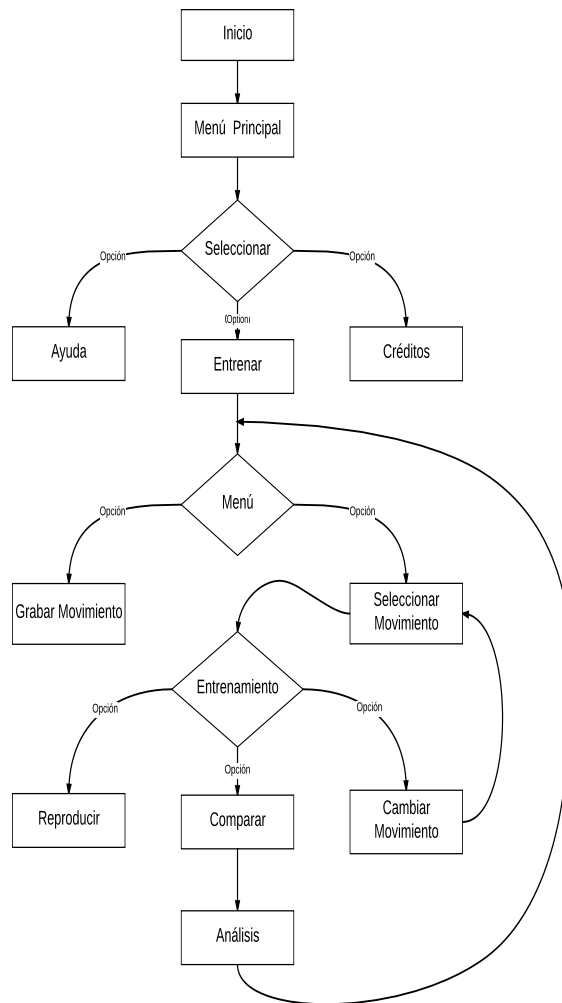 Inicio
Menú Principal
Seleccionar
Opción
Opción
(Option)
Ayuda
Entrenar
Créditos
Menú
Opción
Opción
Grabar Movimiento
Seleccionar
Movimiento
Entrenamiento
Opción
Opción
Opción
Reproducir
Comparar
Cambiar
Movimiento
Análisis